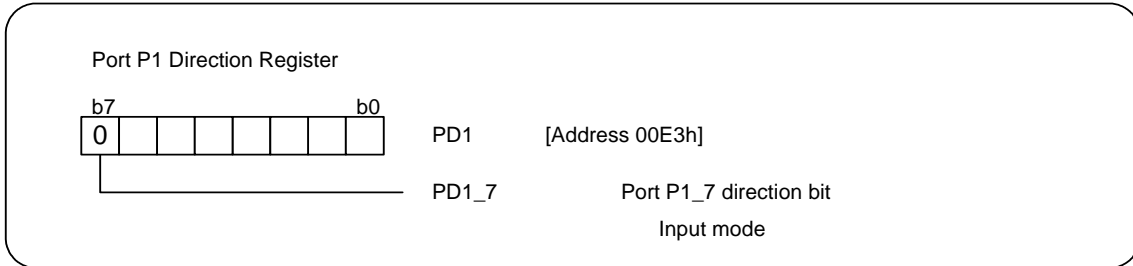 Port P1 Direction Register
b7 b0
0 PD1 [Address 00E3h]
PD1_7 Port P1_7 direction bit
Input mode